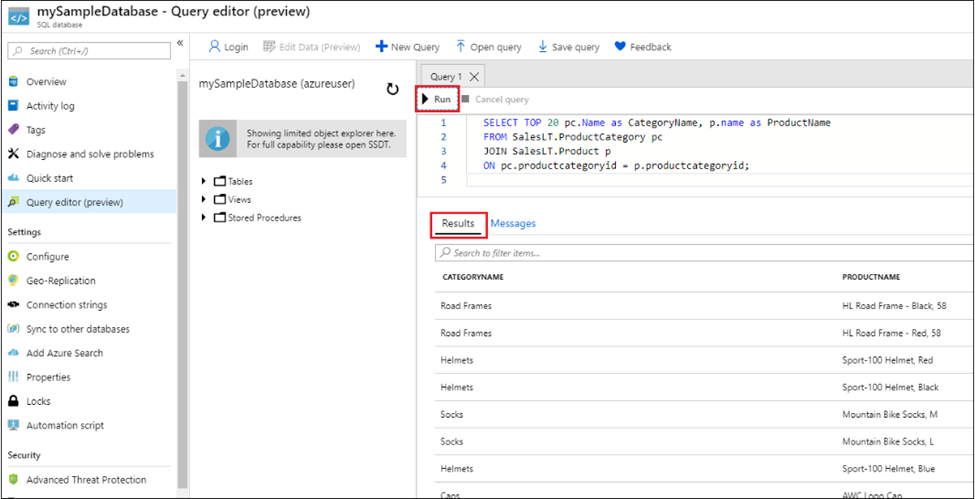 mySampleDatabase - Query editor (preview)
SQL database
Search (Ctrl+/)
Overview
Activity log
Tags
Diagnose and solve problems
Quick start
Query editor (preview)
Settings
Configure
Geo-Replication
Connection strings
Sync to other databases
Add Azure Search
Properties
Locks
Automation script
Security
Advanced Threat Protection
Login
Edit Data (Preview)
New Query
Open query
Save query
Feedback
mySampleDatabase (azureuser)
Showing limited object explorer here.
For full capability please open SSDT.
Tables
Views
Stored Procedures
Query 1
Run
Cancel query
1 SELECT TOP 20 pc.Name as CategoryName, p.name as ProductName
2 FROM SalesLT.ProductCategory pc
3 JOIN SalesLT.Product p
4 ON pc.productcategoryid = p.productcategoryid;
5
Results Messages
Search to filter items...
CATEGORYNAME PRODUCTNAME
Road Frames HL Road Frame - Black, 58
Road Frames HL Road Frame - Red, 58
Helmets Sport-100 Helmet, Red
Helmets Sport-100 Helmet, Black
Socks Mountain Bike Socks, M
Socks Mountain Bike Socks, L
Helmets Sport-100 Helmet, Blue
Caps AWC Logo Cap